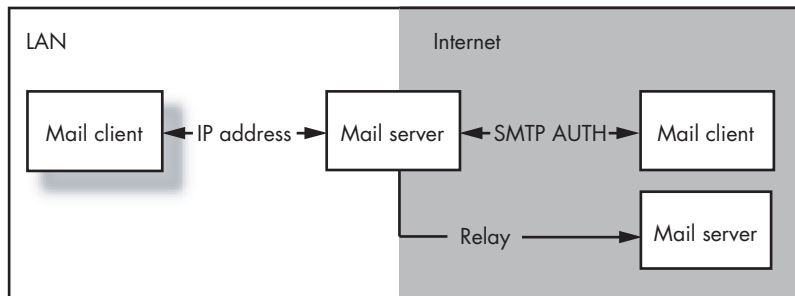 LAN
Internet
Mail client
IP address
Mail server
SMTP AUTH
Mail client
Relay
Mail server